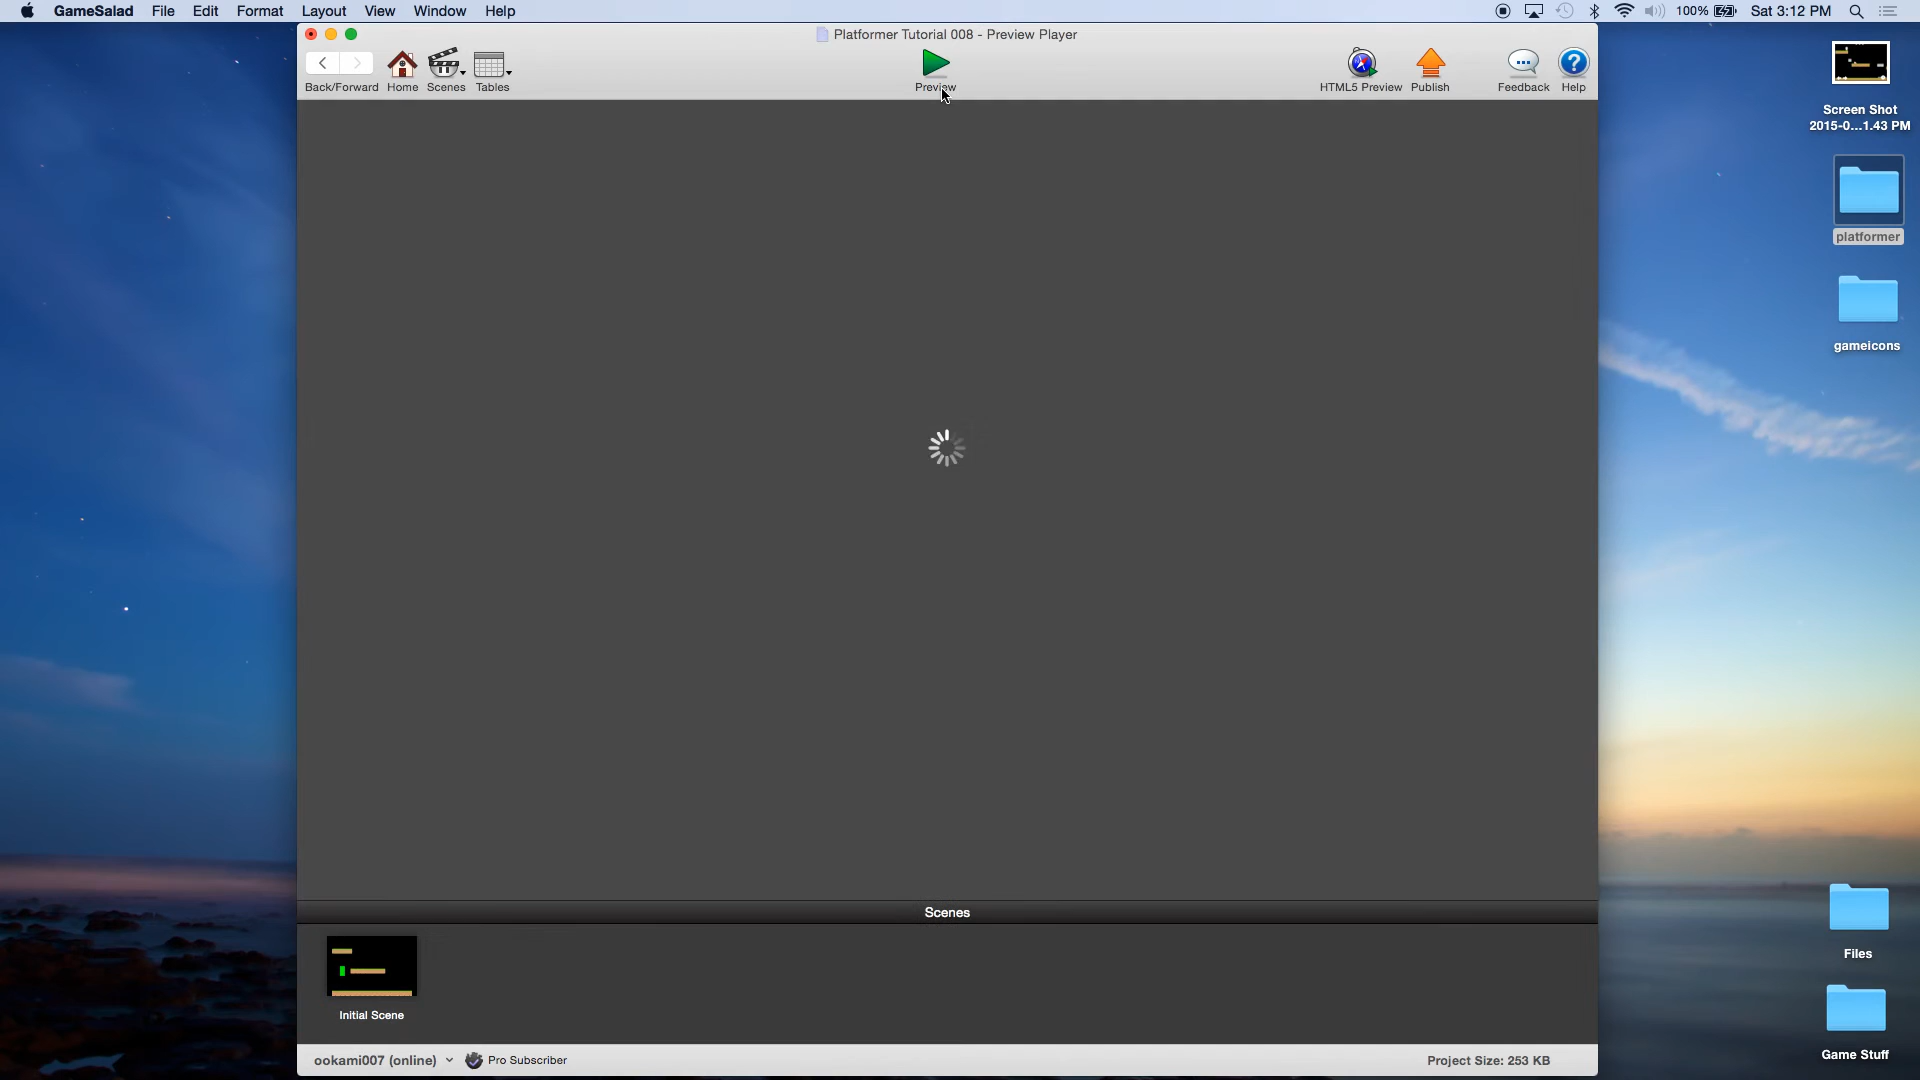 GameSalad File Edit Format Layout View Window Help
100% Sat 3:12 PM
Platformer Tutorial 008 - Preview Player
Back/Forward Home Scenes Tables Preview HTML5 Preview Publish Feedback Help
Screen Shot
2015-0...1.43 PM
platformer
gameicons
Scenes
Initial Scene
Files
Game Stuff
ookami007 (online) Pro Subscriber Project Size: 253 KB